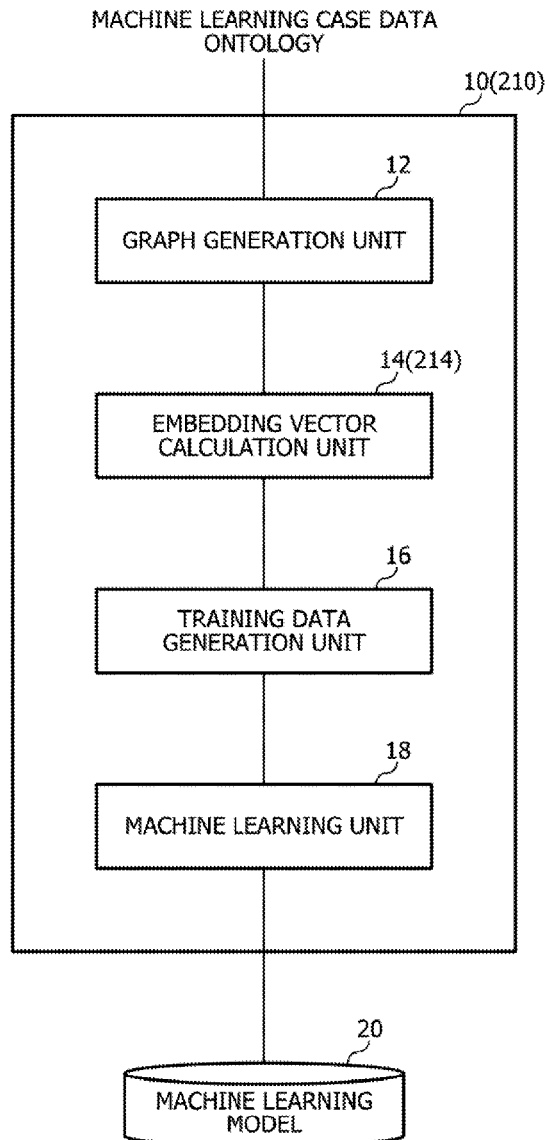 MACHINE LEARNING CASE DATA
ONTOLOGY
10(210)
12
GRAPH GENERATION UNIT
14(214)
EMBEDDING VECTOR
CALCULATION UNIT
16
TRAINING DATA
GENERATION UNIT
18
MACHINE LEARNING UNIT
20
MACHINE LEARNING
MODEL